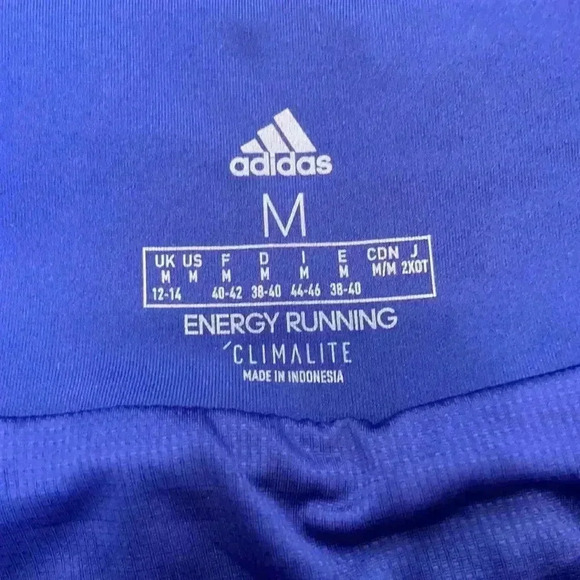 adidas
M
UK US F D I E CDN J
M M M M M M M/M 2XOT
12-14 40-42 38-40 44-46 38-40
ENERGY RUNNING
CLIMALITE
MADE IN INDONESIA